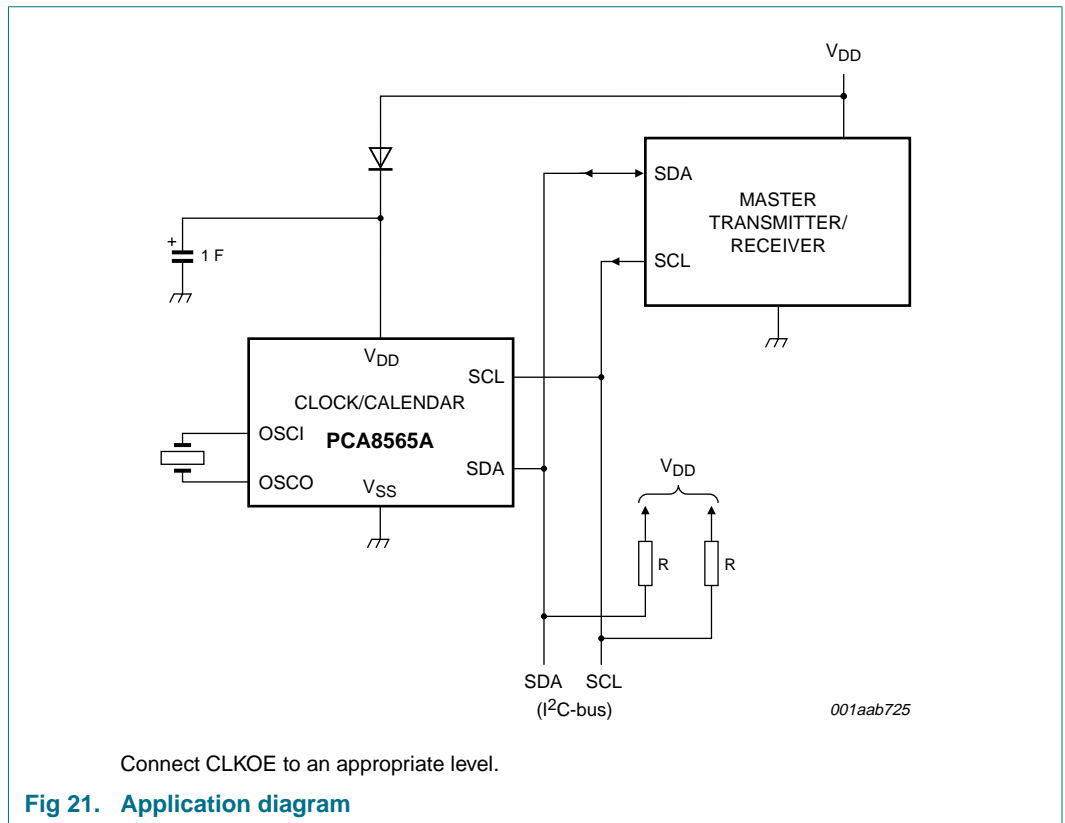 VDD
SDA
MASTER
TRANSMITTER/
RECEIVER
SCL
+
1 F
VDD
SCL
CLOCK/CALENDAR
OSCI
PCA8565A
SDA
OSCO
VSS
VDD
R
R
SDA SCL
(I2C-bus)
001aab725
Connect CLKOE to an appropriate level.
Fig 21. Application diagram